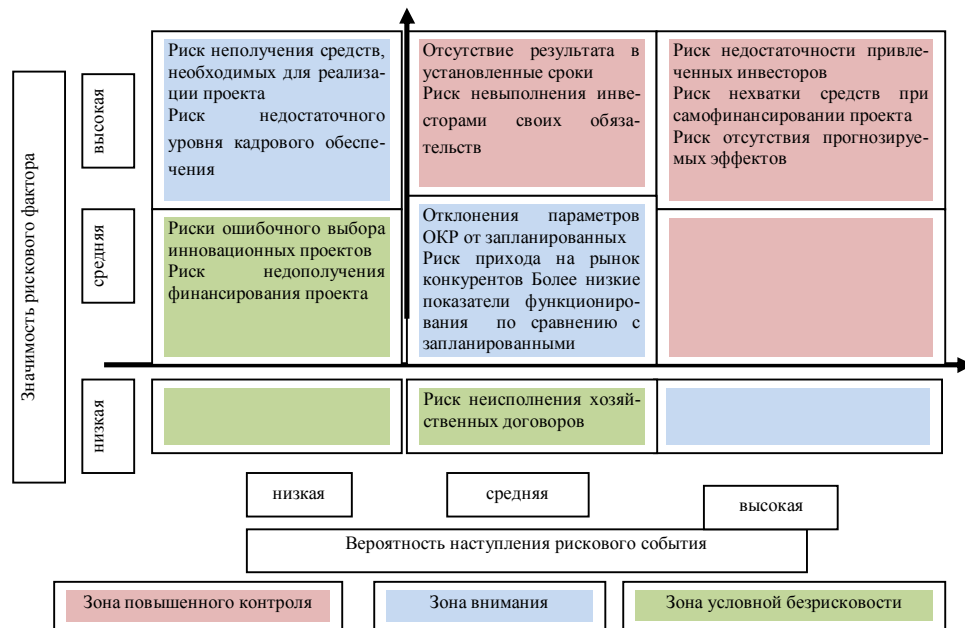 Значимость рискового фактора
высокая
Риск неполучения средств,
необходимых для реализа-
ции проекта
Риск недостаточного
уровня кадрового обеспе-
чения
Отсутствие результата в
установленные сроки
Риск невыполнения инве-
сторами своих обяза-
тельств
Риск недостаточности привле-
ченных инвесторов
Риск нехватки средств при
самофинансировании проекта
Риск отсутствия прогнозируе-
мых эффектов
средняя
Риски ошибочного выбора
инновационных проектов
Риск недополучения
финансирования проекта
Отклонения параметров
ОКР от запланированных
Риск прихода на рынок
конкурентов Более низкие
показатели функциониро-
вания по сравнению с
запланированными
низкая
Риск неисполнения хозяй-
ственных договоров
низкая
средняя
высокая
Вероятность наступления рискового события
Зона повышенного контроля
Зона внимания
Зона условной безрисковости